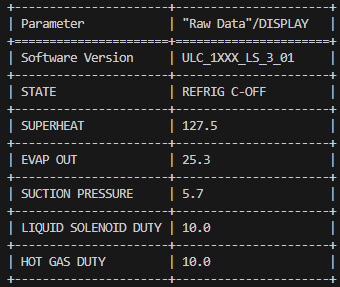 Parameter "Raw Data"/DISPLAY
Software Version ULC_1XXX_LS_3_01
STATE REFRIG C-OFF
SUPERHEAT 127.5
EVAP OUT 25.3
SUCTION PRESSURE 5.7
LIQUID SOLENOID DUTY 10.0
HOT GAS DUTY 10.0